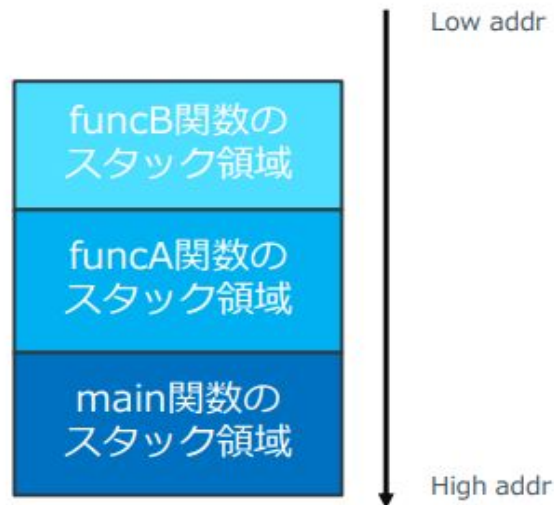 Low addr
funcB関数の
スタック領域
funcA関数の
スタック領域
main関数の
スタック領域
High addr